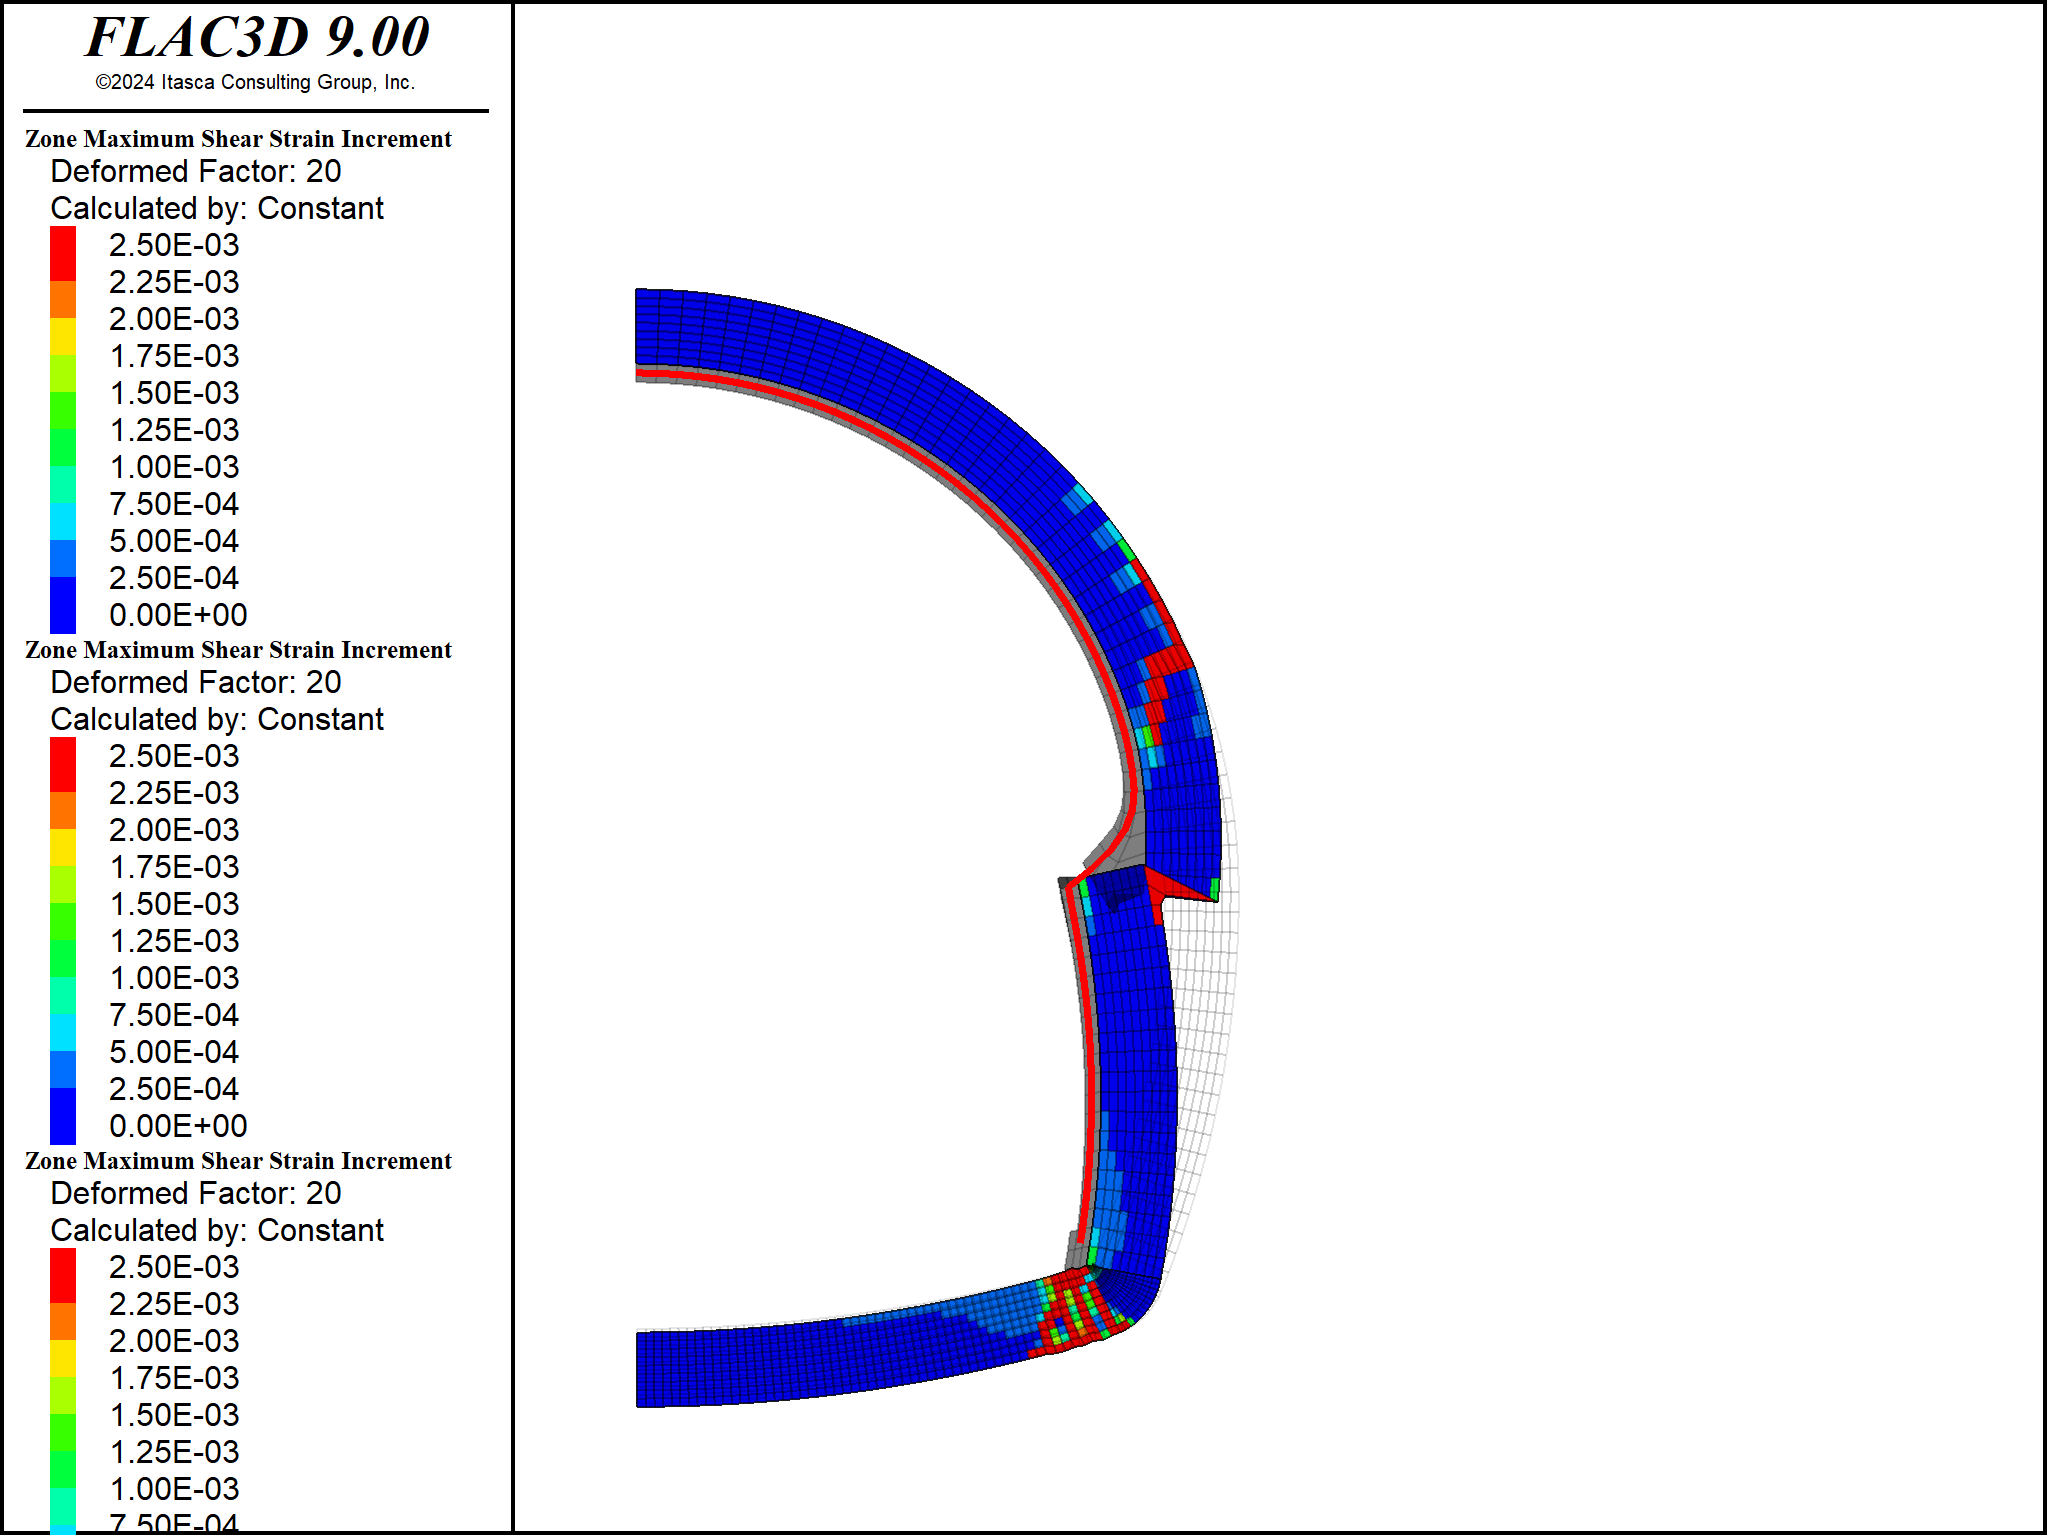 FLAC3D 9.00
©2024 Itasca Consulting Group, Inc.
Zone Maximum Shear Strain Increment
Deformed Factor: 20
Calculated by: Constant
2.50E-03
2.25E-03
2.00E-03
1.75E-03
1.50E-03
1.25E-03
1.00E-03
7.50E-04
5.00E-04
2.50E-04
0.00E+00
Zone Maximum Shear Strain Increment
Deformed Factor: 20
Calculated by: Constant
2.50E-03
2.25E-03
2.00E-03
1.75E-03
1.50E-03
1.25E-03
1.00E-03
7.50E-04
5.00E-04
2.50E-04
0.00E+00
Zone Maximum Shear Strain Increment
Deformed Factor: 20
Calculated by: Constant
2.50E-03
2.25E-03
2.00E-03
1.75E-03
1.50E-03
1.25E-03
1.00E-03
7.50E-04